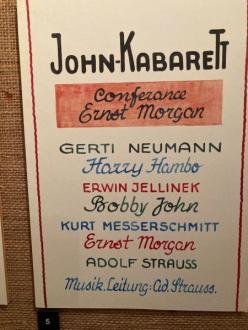 JOHN-KABARETT
Conferance
Ernst Morgan
GERTI NEUMANN
Harry Hambo
ERWIN JELLINEK
Bobby John
KURT MESSERSCHMITT
Ernst Morgan
ADOLF STRAUSS
Musik. Leitung: Ad. Strauss.
5